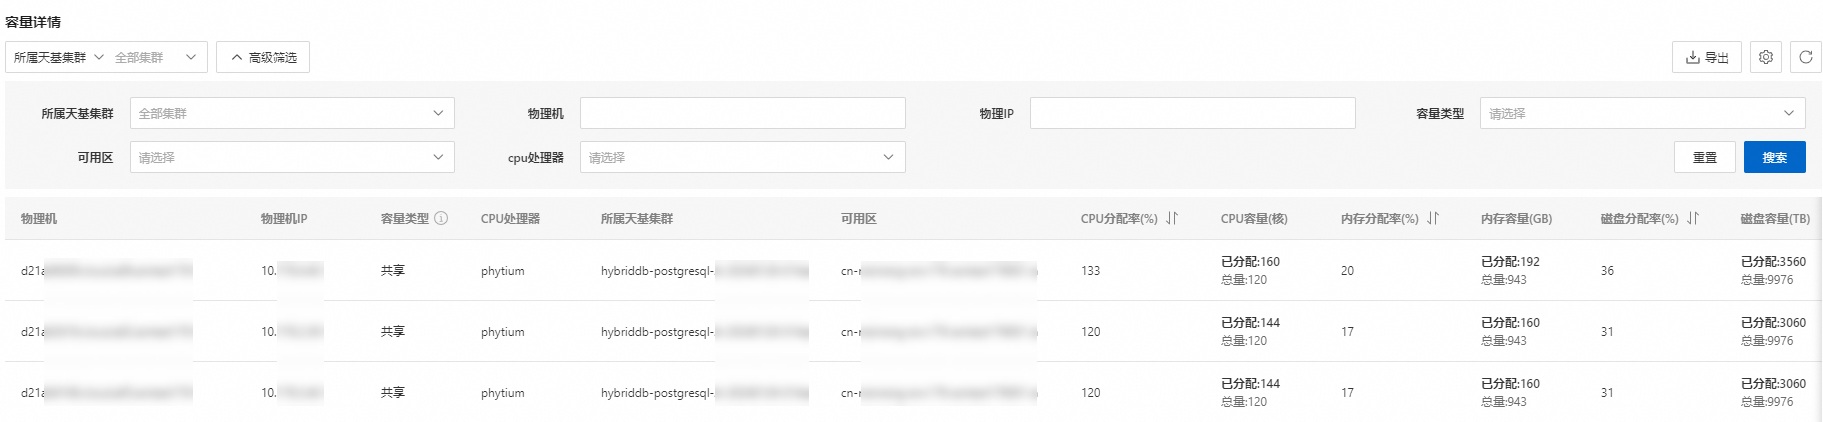 容量详情
所属天基集群 全部集群 高级筛选 导出
所属天基集群 全部集群 物理机 物理IP 容量类型 请选择
可用区 请选择 cpu处理器 请选择 重置 搜索
物理机 物理机IP 容量类型 CPU处理器 所属天基集群 可用区 CPU分配率(%) CPU容量(核) 内存分配率(%) 内存容量(GB) 磁盘分配率(%) 磁盘容量(TB)
d21a 10. 共享 phytium hybriddb-postgresql- cn- 133 已分配:160 20 已分配:192 36 已分配:3560
总量:120 总量:943 总量:9976
d21a 10. 共享 phytium hybriddb-postgresql- cn- 120 已分配:144 17 已分配:160 31 已分配:3060
总量:120 总量:943 总量:9976
d21a 10. 共享 phytium hybriddb-postgresql- cn- 120 已分配:144 17 已分配:160 31 已分配:3060
总量:120 总量:943 总量:9976